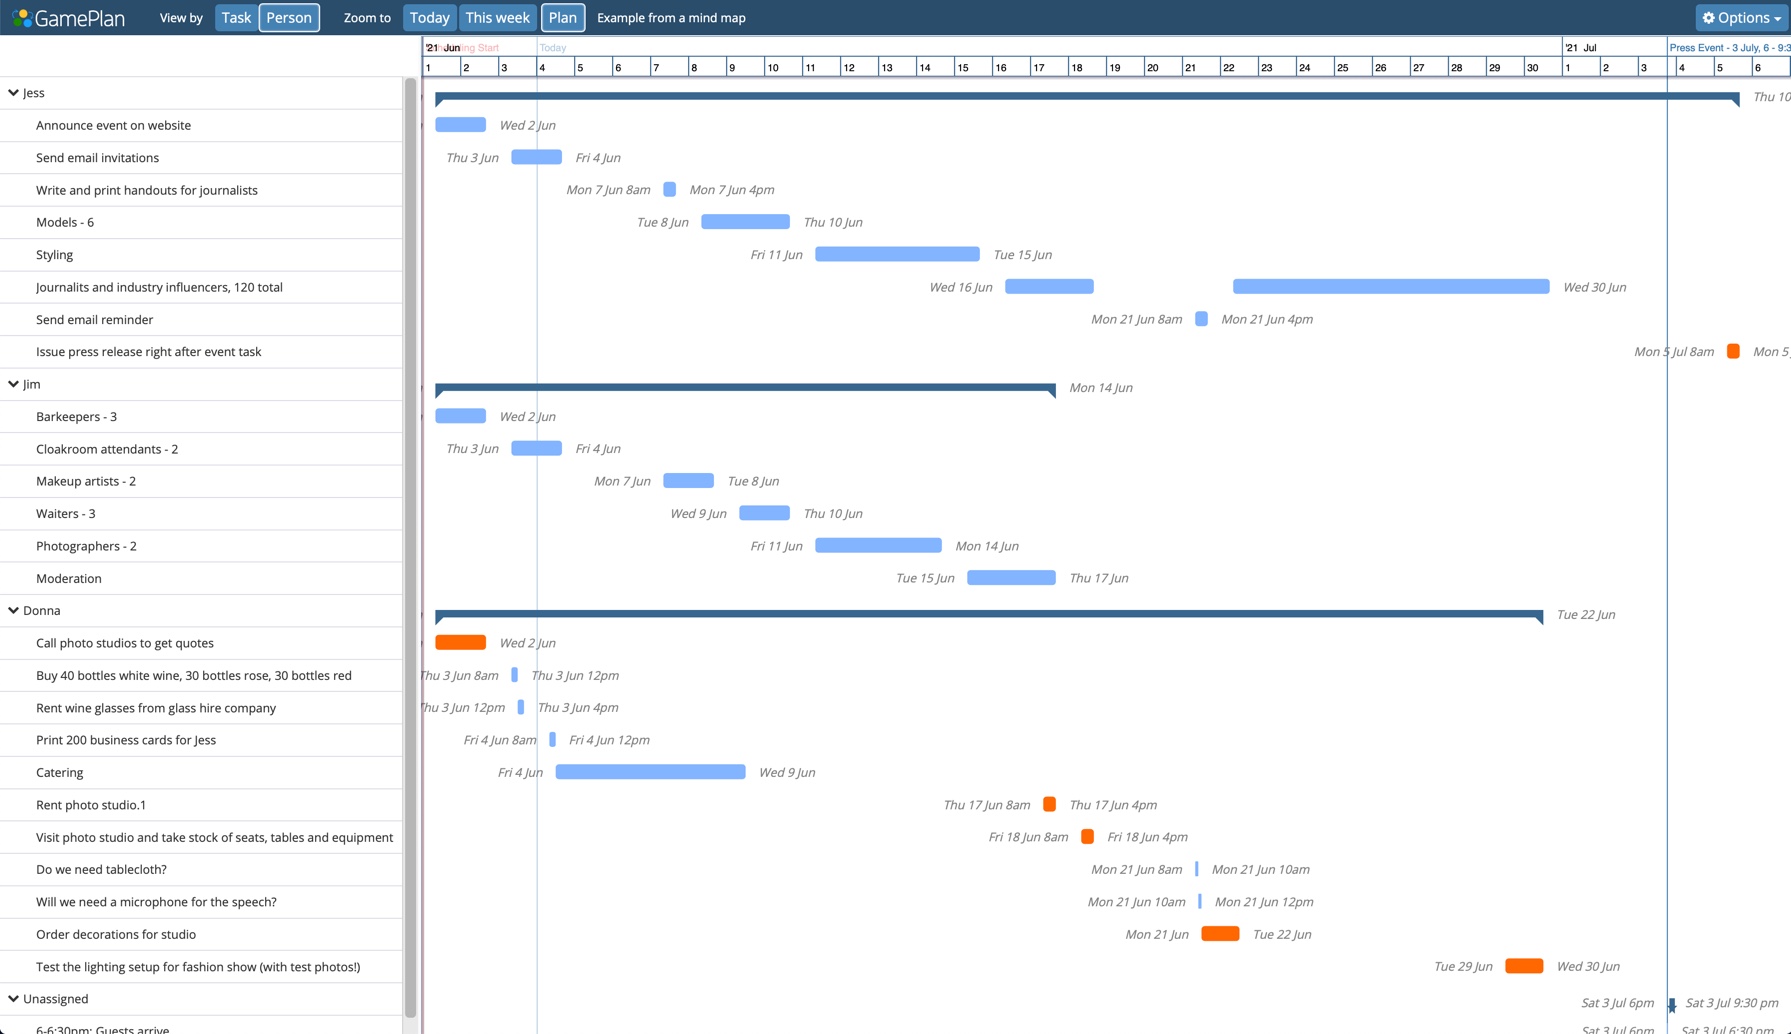 GamePlan View by Task Person Zoom to Today This week Plan Example from a mind map Options
'21 Jun Start Today '21 Jul Press Event - 3 July, 6 - 9:3
1 2 3 4 5 6 7 8 9 10 11 12 13 14 15 16 17 18 19 20 21 22 23 24 25 26 27 28 29 30 1 2 3 4 5 6
Jess Thu 10
Announce event on website Wed 2 Jun
Send email invitations Thu 3 Jun Fri 4 Jun
Write and print handouts for journalists Mon 7 Jun 8am Mon 7 Jun 4pm
Models - 6 Tue 8 Jun Thu 10 Jun
Styling Fri 11 Jun Tue 15 Jun
Journalits and industry influencers, 120 total Wed 16 Jun Wed 30 Jun
Send email reminder Mon 21 Jun 8am Mon 21 Jun 4pm
Issue press release right after event task Mon 5 Jul 8am Mon 5
Jim Mon 14 Jun
Barkeepers - 3 Wed 2 Jun
Cloakroom attendants - 2 Thu 3 Jun Fri 4 Jun
Makeup artists - 2 Mon 7 Jun Tue 8 Jun
Waiters - 3 Wed 9 Jun Thu 10 Jun
Photographers - 2 Fri 11 Jun Mon 14 Jun
Moderation Tue 15 Jun Thu 17 Jun
Donna Tue 22 Jun
Call photo studios to get quotes Wed 2 Jun
Buy 40 bottles white wine, 30 bottles rose, 30 bottles red Thu 3 Jun 8am Thu 3 Jun 12pm
Rent wine glasses from glass hire company Thu 3 Jun 12pm Thu 3 Jun 4pm
Print 200 business cards for Jess Fri 4 Jun 8am Fri 4 Jun 12pm
Catering Fri 4 Jun Wed 9 Jun
Rent photo studio.1 Thu 17 Jun 8am Thu 17 Jun 4pm
Visit photo studio and take stock of seats, tables and equipment Fri 18 Jun 8am Fri 18 Jun 4pm
Do we need tablecloth? Mon 21 Jun 8am Mon 21 Jun 10am
Will we need a microphone for the speech? Mon 21 Jun 10am Mon 21 Jun 12pm
Order decorations for studio Mon 21 Jun Tue 22 Jun
Test the lighting setup for fashion show (with test photos!) Tue 29 Jun Wed 30 Jun
Unassigned Sat 3 Jul 6pm Sat 3 Jul 9:30 pm
6-6:30pm: Guests arrive Sat 3 Jul 6pm Sat 3 Jul 6:30 pm